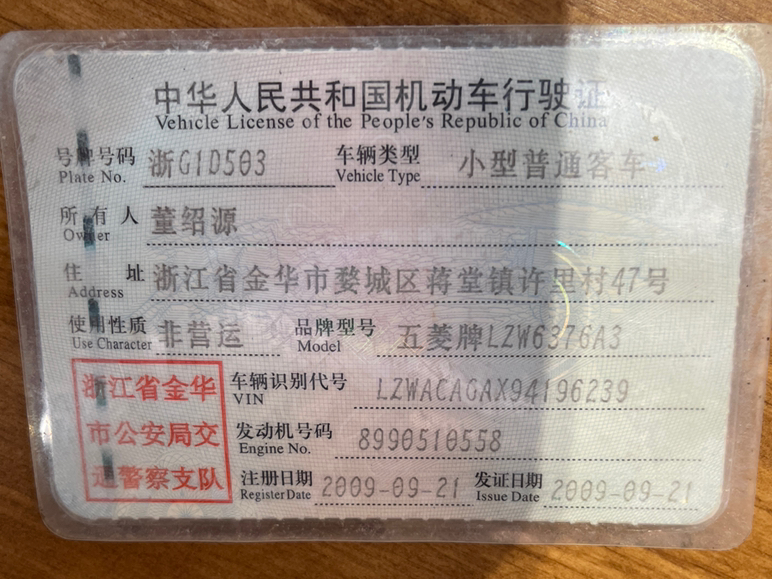 中华人民共和国机动车行驶证
Vehicle License of the People's Republic of China
号牌号码 浙G1D503 车辆类型 小型普通客车
Plate No. Vehicle Type
所有人 董绍源
Owner
住址 浙江省金华市婺城区蒋堂镇许里村47号
Address
使用性质 非营运 品牌型号 五菱牌LZW6376A3
Use Character Model
浙江省金华 车辆识别代号 LZWACAGAX94196239
VIN
市公安局交 发动机号码 8990510558
Engine No.
通警察支队 注册日期 2009-09-21 发证日期 2009-09-21
Register Date Issue Date